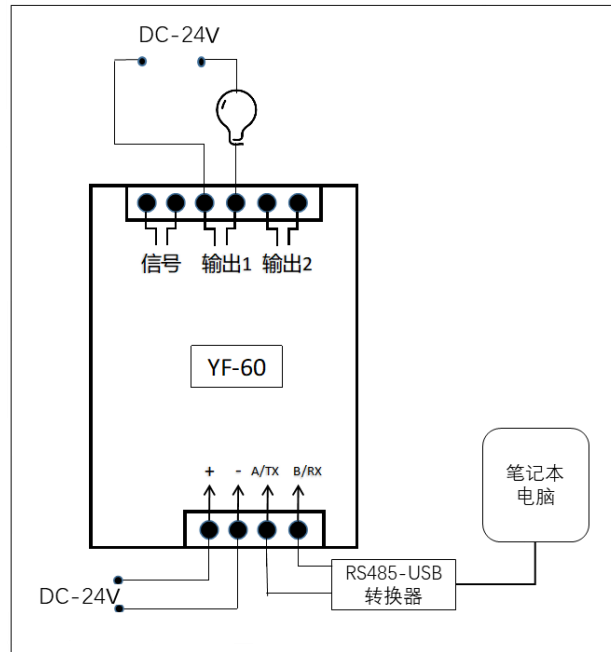 DC-24V
信号 输出1 输出2
YF-60
+ - A/TX B/RX
笔记本
电脑
RS485-USB
转换器
DC-24V